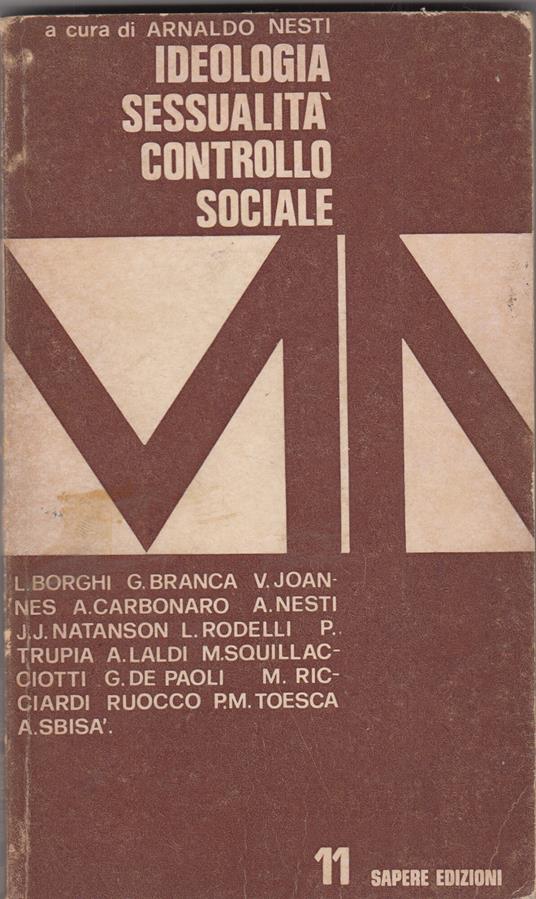 a cura di ARNALDO NESTI
IDEOLOGIA
SESSUALITA'
CONTROLLO
SOCIALE
L.BORGHI G.BRANCA V.JOAN-
NES A.CARBONARO A.NESTI
J.J.NATANSON L.RODELLI P.
TRUPIA A.LALDI M.SQUILLAC-
CIOTTI G.DE PAOLI M.RIC-
CIARDI RUOCCO P.M.TOESCA
A.SBISA'.
11 SAPERE EDIZIONI